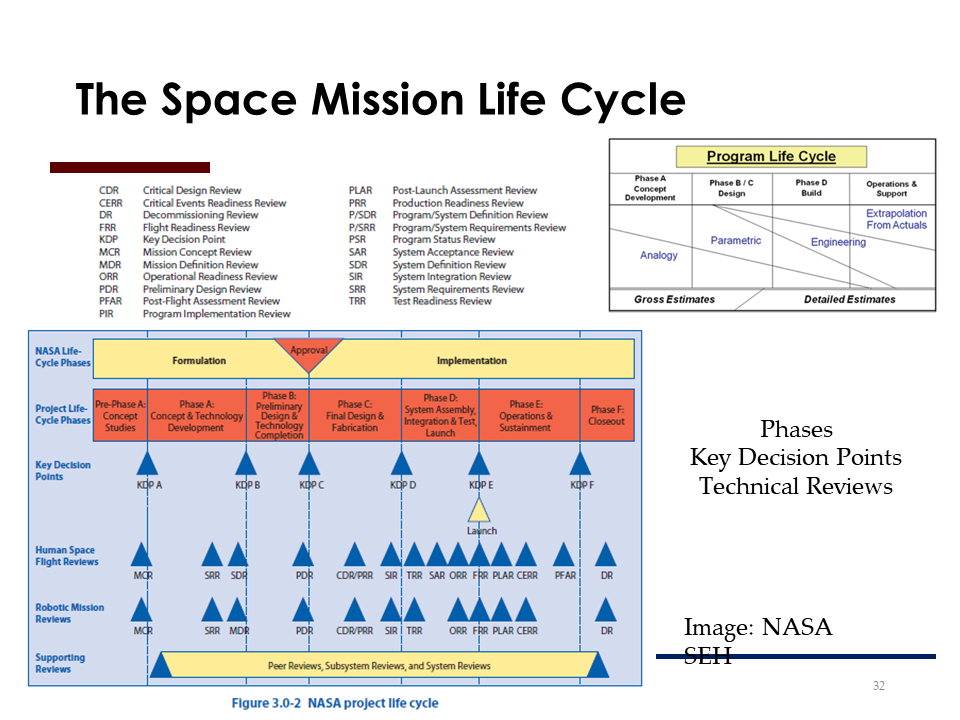 The Space Mission Life Cycle
CDR Critical Design Review
CERR Critical Events Readiness Review
DR Decommissioning Review
FRR Flight Readiness Review
KDP Key Decision Point
MCR Mission Concept Review
MDR Mission Definition Review
ORR Operational Readiness Review
PDR Preliminary Design Review
PFAR Post-Flight Assessment Review
PIR Program Implementation Review
PLAR Post-Launch Assessment Review
PRR Production Readiness Review
P/SDR Program/System Definition Review
P/SRR Program/System Requirements Review
PSR Program Status Review
SAR System Acceptance Review
SDR System Definition Review
SIR System Integration Review
SRR System Requirements Review
TRR Test Readiness Review
Program Life Cycle
Phase A
Concept
Development
Phase B / C
Design
Phase D
Build
Operations &
Support
Analogy
Parametric
Engineering
Extrapolation
From Actuals
Gross Estimates
Detailed Estimates
NASA Life-
Cycle Phases
Formulation
Approval
Implementation
Project Life-
Cycle Phases
Pre-Phase A:
Concept
Studies
Phase A:
Concept & Technology
Development
Phase B:
Preliminary
Design &
Technology
Completion
Phase C:
Final Design &
Fabrication
Phase D:
System Assembly,
Integration & Test,
Launch
Phase E:
Operations &
Sustainment
Phase F:
Closeout
Key Decision
Points
KDP A KDP B KDP C KDP D KDP E KDP F
Launch
Human Space
Flight Reviews
MCR SRR SDR PDR CDR/PRR SIR TRR SAR ORR FRR PLAR CERR PFAR DR
Robotic Mission
Reviews
MCR SRR MDR PDR CDR/PRR SIR TRR ORR FRR PLAR CERR DR
Supporting
Reviews
Peer Reviews, Subsystem Reviews, and System Reviews
Figure 3.0-2 NASA project life cycle
Phases
Key Decision Points
Technical Reviews
Image: NASA
SEH
32